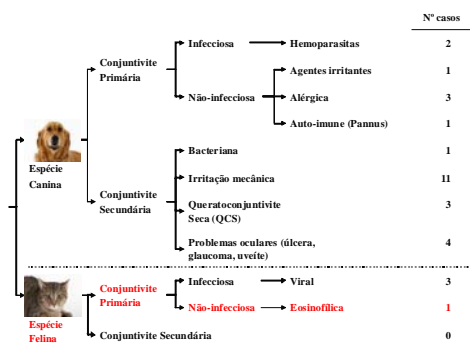 Nº casos
Infecciosa Hemoparasitas 2
Conjuntivite
Primária
Agentes irritantes 1
Não-infecciosa Alérgica 3
Auto-imune (Pannus) 1
Espécie
Canina
Bacteriana 1
Irritação mecânica 11
Conjuntivite
Secundária
Queratoconjuntivite
Seca (QCS) 3
Problemas oculares (úlcera,
glaucoma, uveíte) 4
Conjuntivite
Primária
Infecciosa Viral 3
Não-infecciosa Eosinofílica 1
Espécie
Felina
Conjuntivite Secundária 0